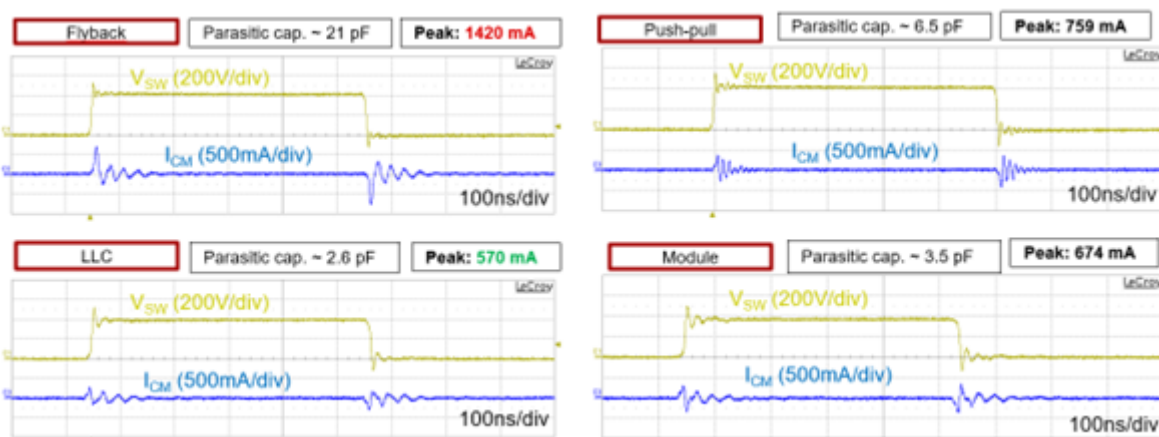 Flyback
Parasitic cap. ~ 21 pF
Peak: 1420 mA
LeCroy
VSW (200V/div)
ICM (500mA/div)
100ns/div
Push-pull
Parasitic cap. ~ 6.5 pF
Peak: 759 mA
LeCroy
VSW (200V/div)
ICM (500mA/div)
100ns/div
LLC
Parasitic cap. ~ 2.6 pF
Peak: 570 mA
LeCroy
VSW (200V/div)
ICM (500mA/div)
100ns/div
Module
Parasitic cap. ~ 3.5 pF
Peak: 674 mA
LeCroy
VSW (200V/div)
ICM (500mA/div)
100ns/div